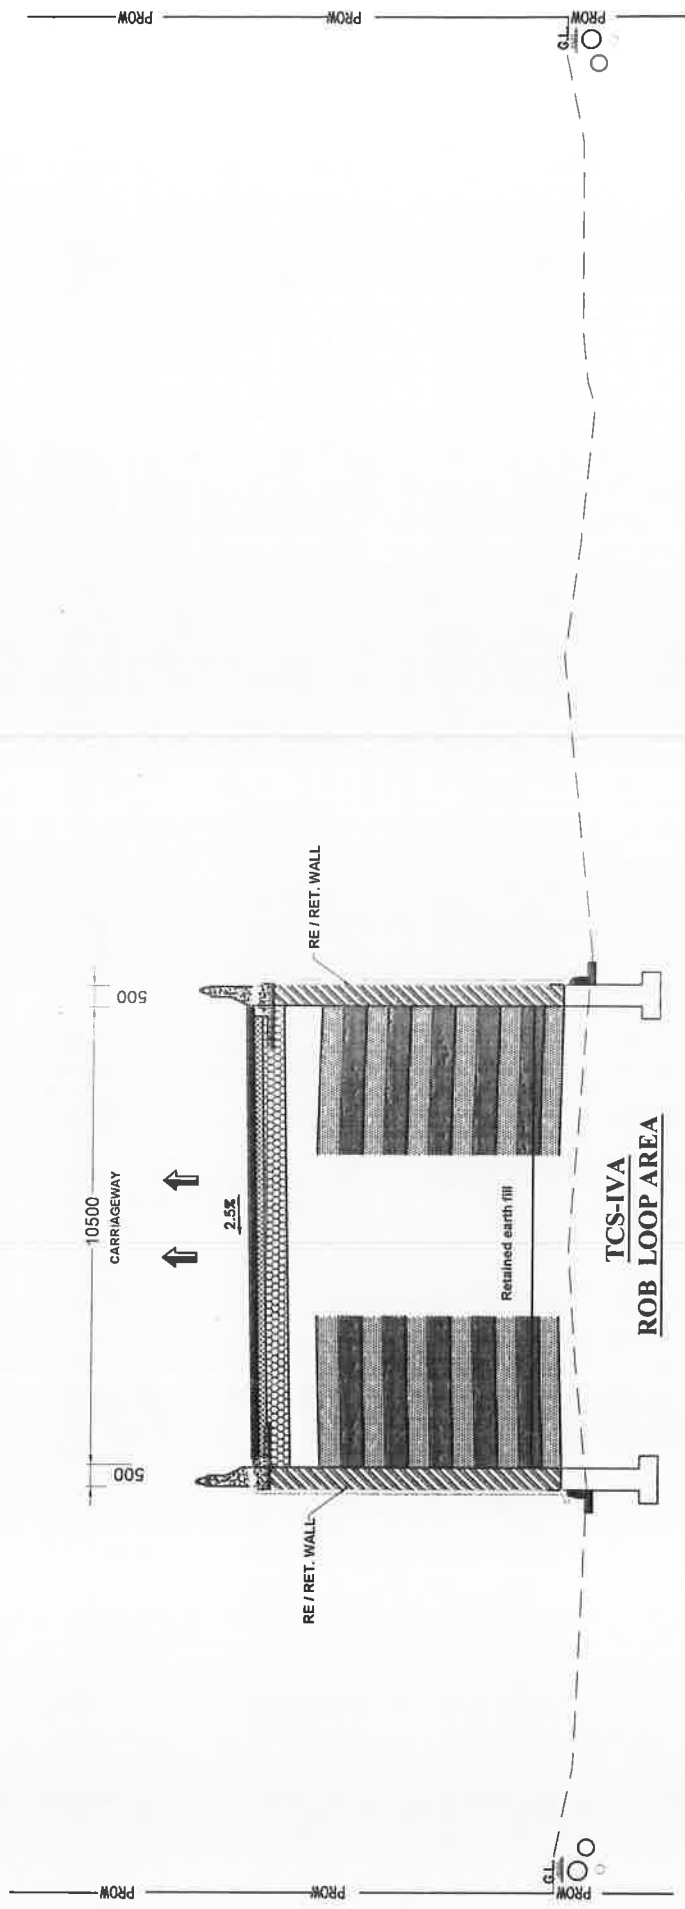 PROW
PROW
PROW
PROW
PROW
PROW
10500
CARRIAGEWAY
500
500
2.5%
RE / RET. WALL
RE / RET. WALL
Retained earth fill
G.L.
G.L.
TCS-IVA
ROB LOOP AREA